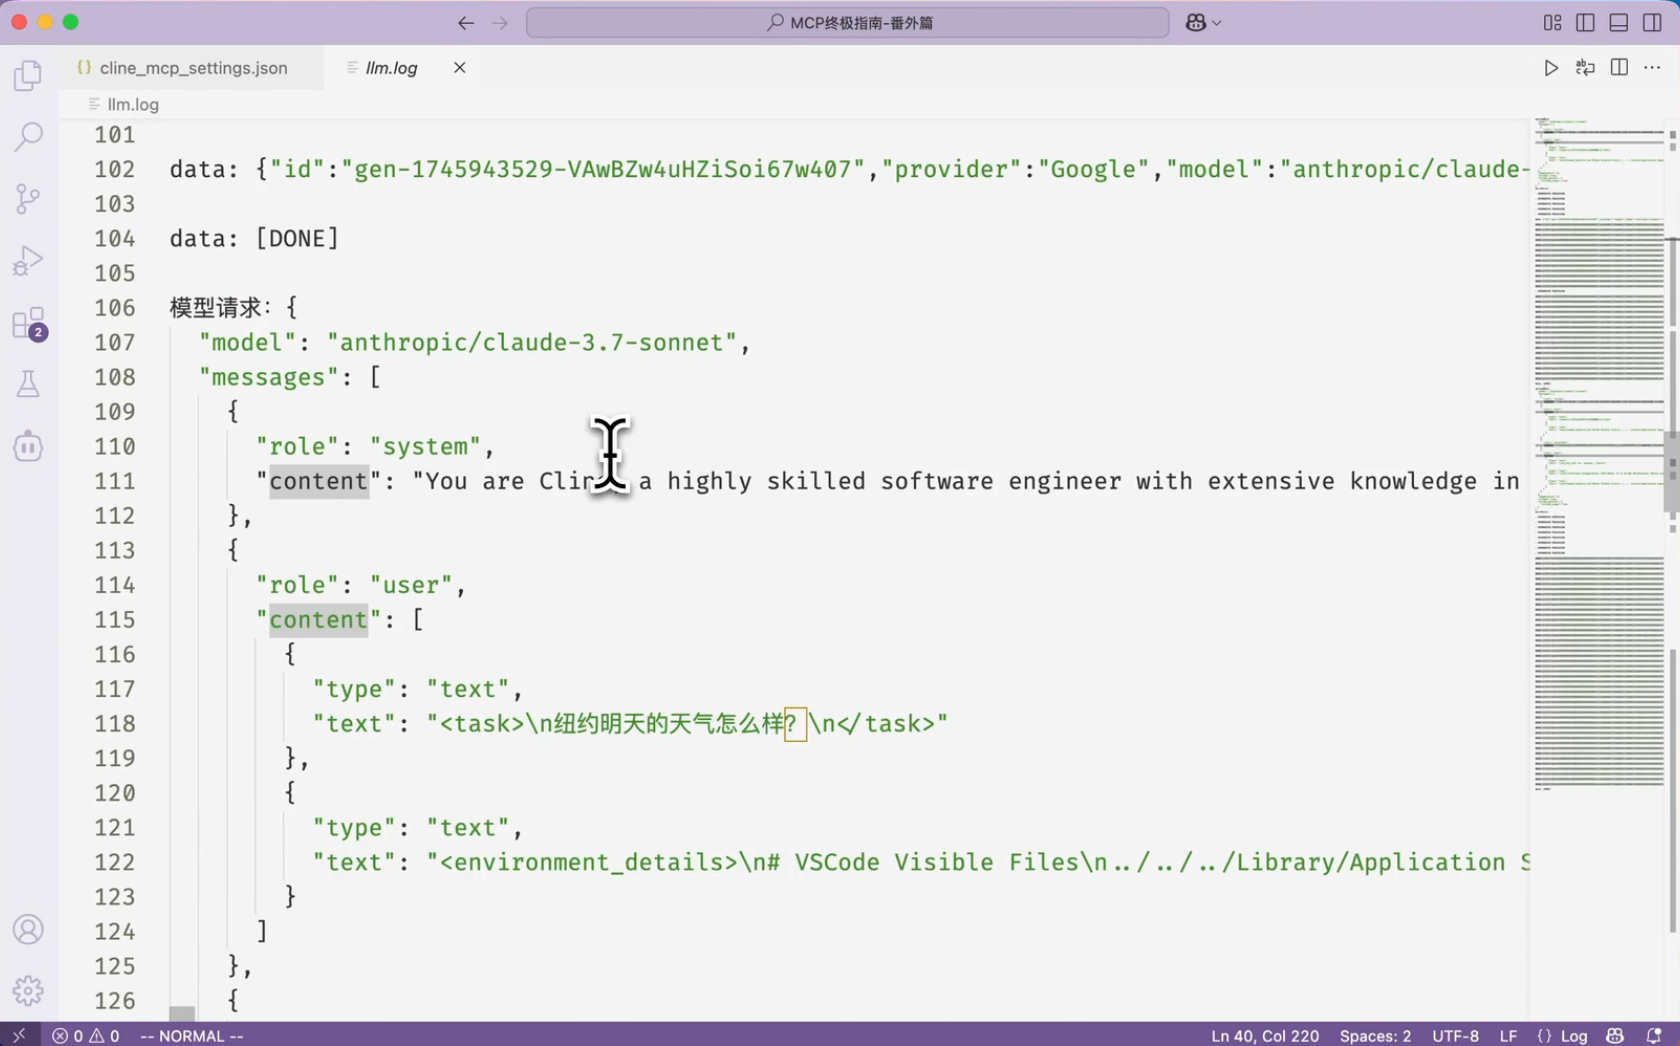 MCP终极指南-番外篇
cline_mcp_settings.json
llm.log
llm.log
101
102 data: {"id":"gen-1745943529-VAwBZw4uHZiSoi67w407","provider":"Google","model":"anthropic/claude-
103
104 data: [DONE]
105
106 模型请求: {
107 "model": "anthropic/claude-3.7-sonnet",
108 "messages": [
109 {
110 "role": "system",
111 "content": "You are Cline, a highly skilled software engineer with extensive knowledge in
112 },
113 {
114 "role": "user",
115 "content": [
116 {
117 "type": "text",
118 "text": "<task>\n纽约明天的天气怎么样？\n</task>"
119 },
120 {
121 "type": "text",
122 "text": "<environment_details>\n# VSCode Visible Files\n../../../Library/Application S
123 }
124 ]
125 },
126 {
2
0 0 -- NORMAL --
Ln 40, Col 220 Spaces: 2 UTF-8 LF {} Log